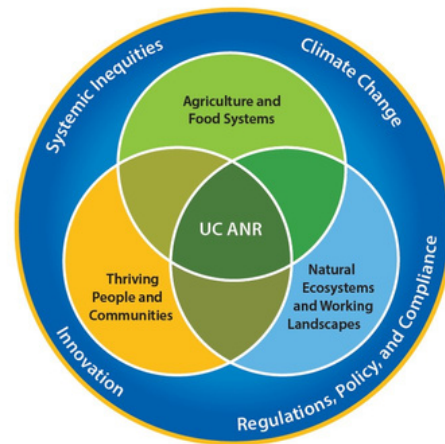 Systemic Inequities
Climate Change
Agriculture and
Food Systems
UC ANR
Thriving
People and
Communities
Natural
Ecosystems
and Working
Landscapes
Innovation
Regulations, Policy, and Compliance